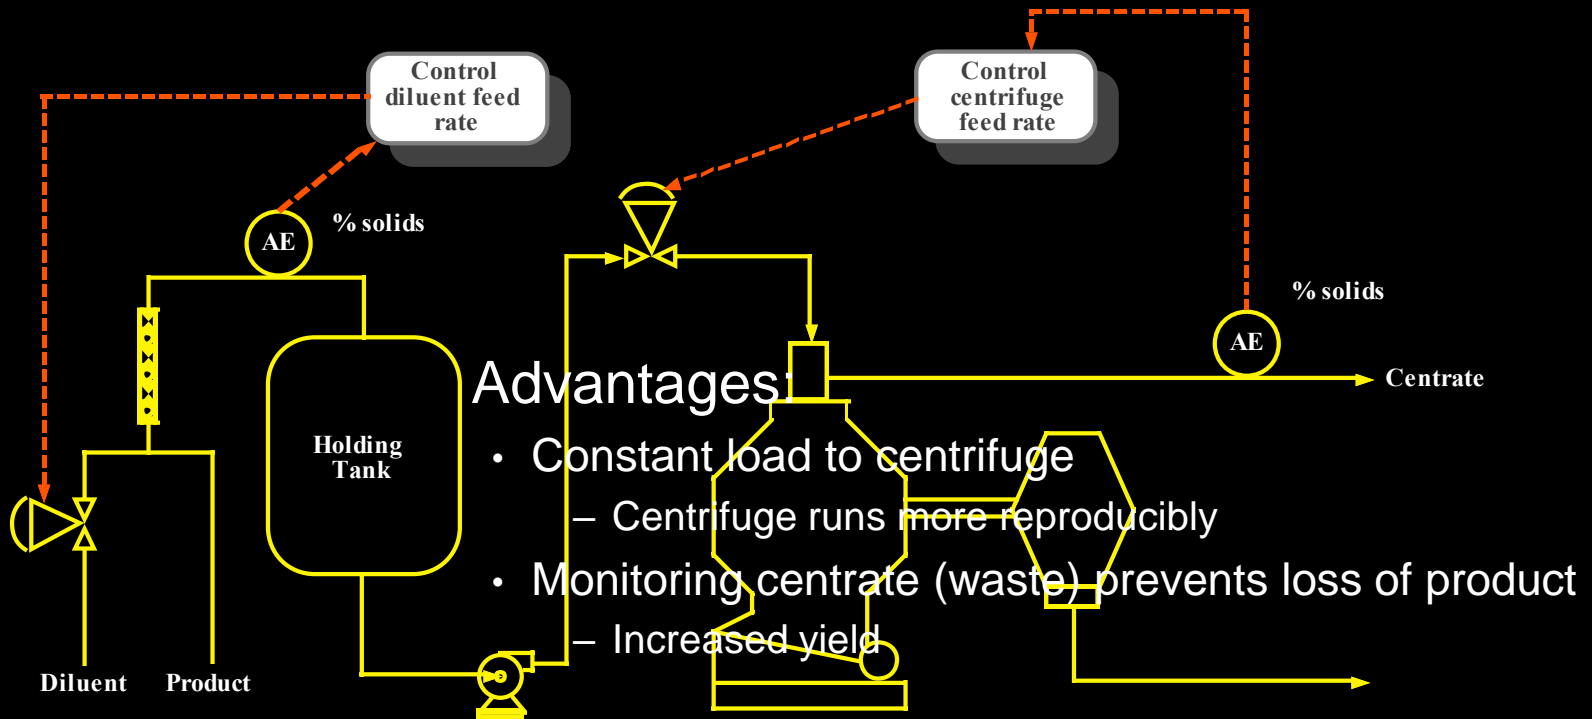 Control
diluent feed
rate
Control
centrifuge
feed rate
% solids
AE
% solids
AE
Centrate
Advantages:
Holding
Tank
• Constant load to centrifuge
– Centrifuge runs more reproducibly
• Monitoring centrate (waste) prevents loss of product
– Increased yield
Diluent
Product